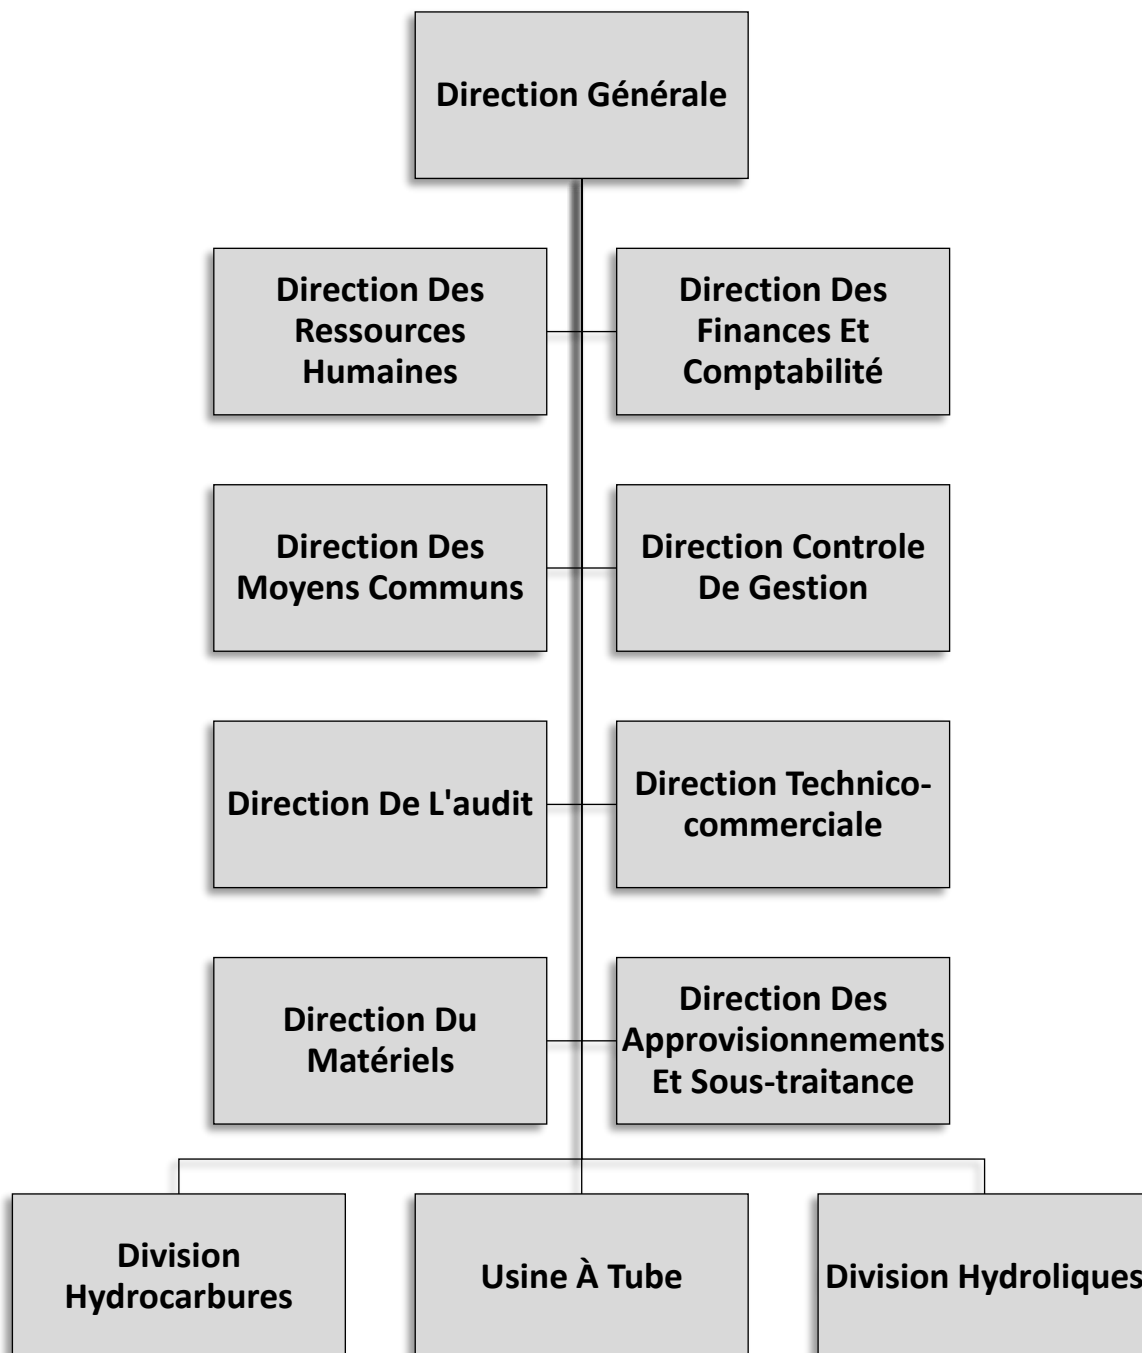 Direction Générale
Direction Des
Ressources
Humaines
Direction Des
Finances Et
Comptabilité
Direction Des
Moyens Communs
Direction Controle
De Gestion
Direction De L'audit
Direction Technico-
commerciale
Direction Du
Matériels
Direction Des
Approvisionnements
Et Sous-traitance
Division
Hydrocarbures
Usine À Tube
Division Hydroliques